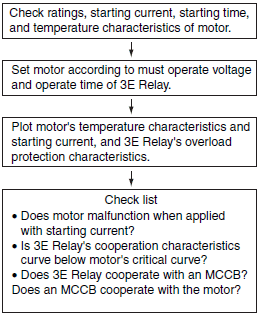 Check ratings, starting current, starting time,
and temperature characteristics of motor.
Set motor according to must operate voltage
and operate time of 3E Relay.
Plot motor's temperature characteristics and
starting current, and 3E Relay's overload
protection characteristics.
Check list
• Does motor malfunction when applied
with starting current?
• Is 3E Relay's cooperation characteristics
curve below motor's critical curve?
• Does 3E Relay cooperate with an MCCB?
Does an MCCB cooperate with the motor?